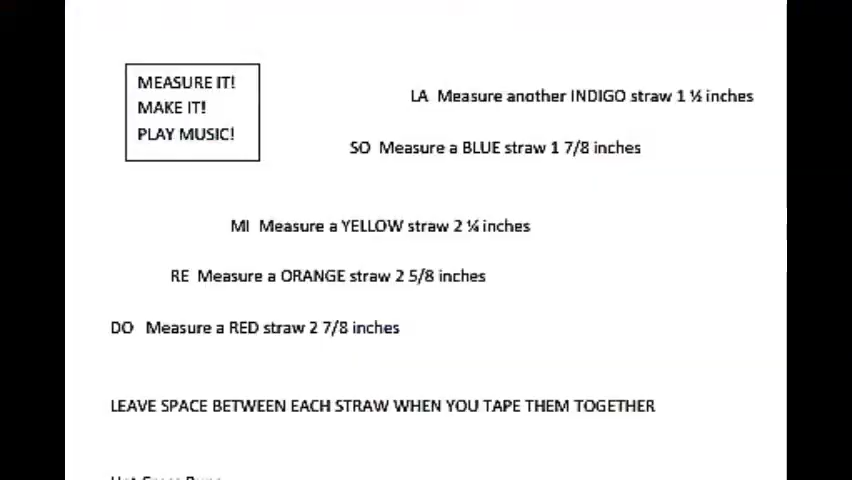 MEASURE IT!
MAKE IT!
PLAY MUSIC!
LA Measure another INDIGO straw 1 ½ inches
SO Measure a BLUE straw 1 7/8 inches
MI Measure a YELLOW straw 2 ¼ inches
RE Measure a ORANGE straw 2 5/8 inches
DO Measure a RED straw 2 7/8 inches
LEAVE SPACE BETWEEN EACH STRAW WHEN YOU TAPE THEM TOGETHER